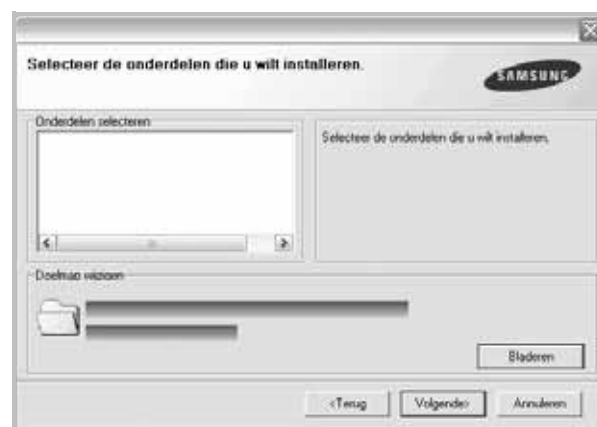 Selecteer de onderdelen die u wilt installeren.
SAMSUNG
Onderdelen selecteren
Selecteer de onderdelen die u wilt installeren.
Doelmap wijzigen
Bladeren
<Terug
Volgende>
Annuleren